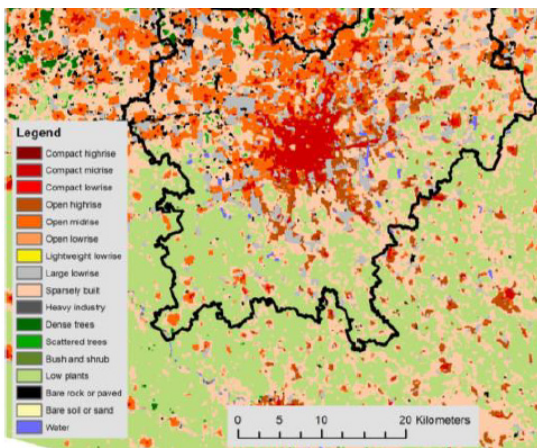 Legend
Compact highrise
Compact midrise
Compact lowrise
Open highrise
Open midrise
Open lowrise
Lightweight lowrise
Large lowrise
Sparsely built
Heavy industry
Dense trees
Scattered trees
Bush and shrub
Low plants
Bare rock or paved
Bare soil or sand
Water
0 5 10 20 Kilometers